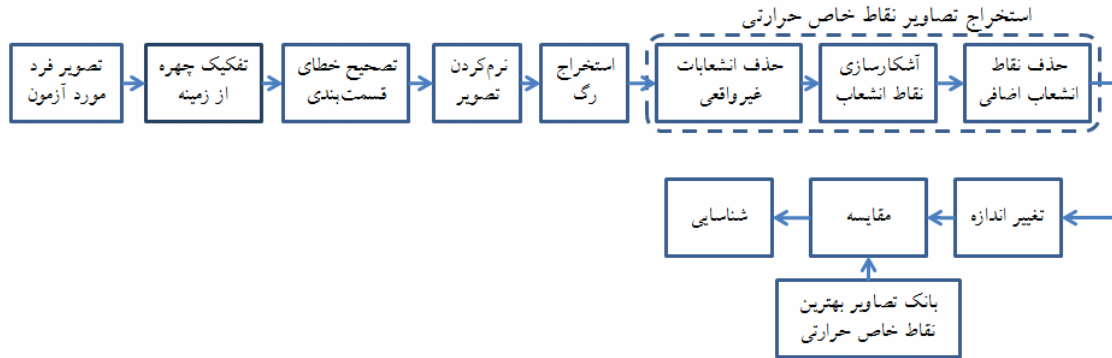 استخراج تصاویر نقاط خاص حرارتی
تصویر فرد
مورد آزمون
تفکیک چهره
از زمینه
تصحیح خطای
قسمت‌بندی
نرم‌کردن
تصویر
استخراج
رگ
حذف انشعابات
غیرواقعی
آشکارسازی
نقاط انشعاب
حذف نقاط
انشعاب اضافی
تغییر اندازه
مقایسه
شناسایی
بانک تصاویر بهترین
نقاط خاص حرارتی